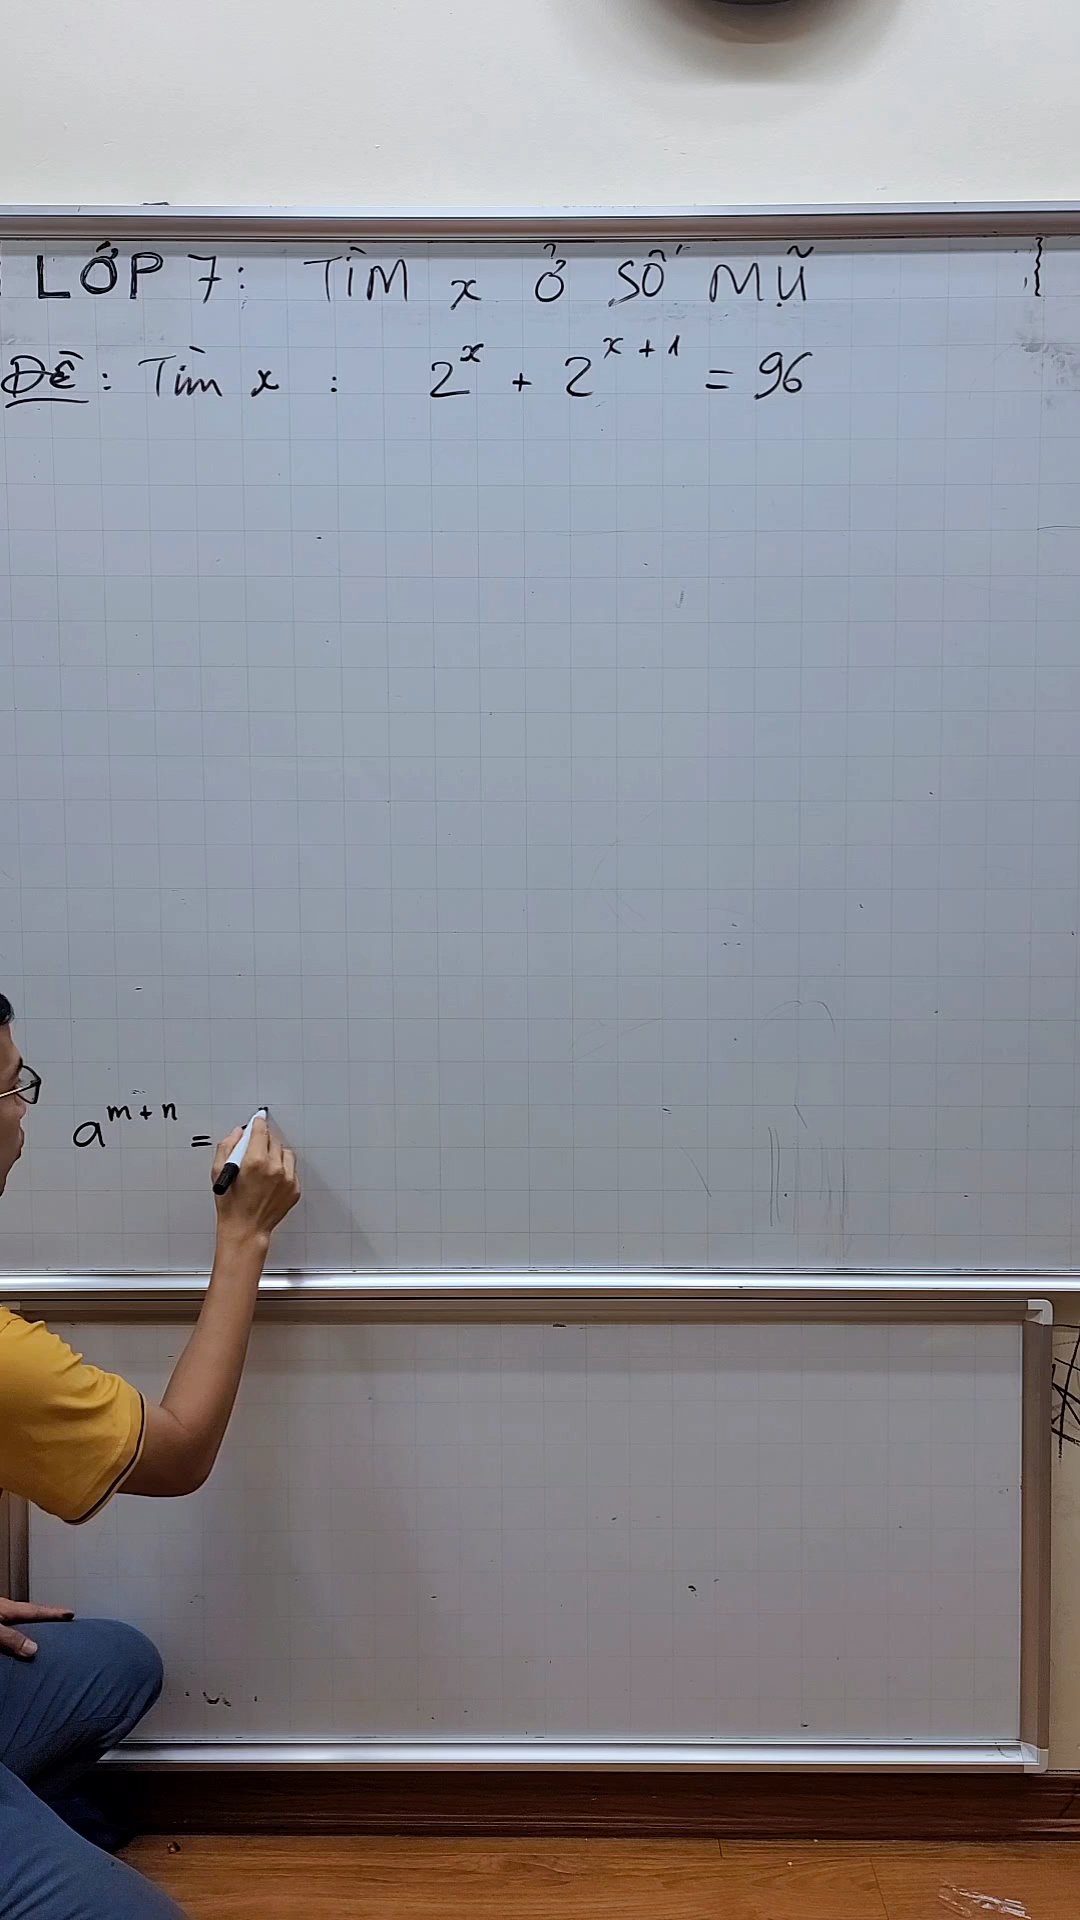 LỚP 7: TÌM x Ở SỐ MŨ
ĐỀ: Tìm x : 2^x + 2^{x+1} = 96
a^{m+n} =